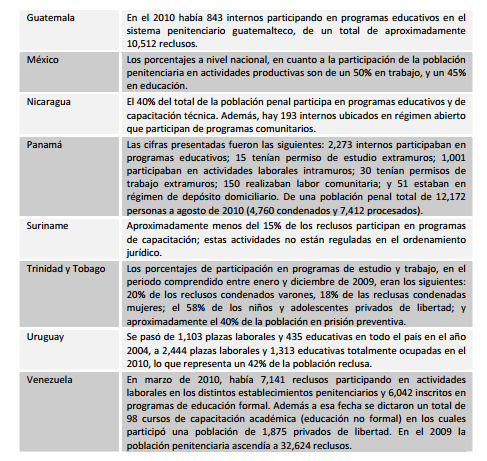 Guatemala
En el 2010 había 843 internos participando en programas educativos en el
sistema penitenciario guatemalteco, de un total de aproximadamente
10,512 reclusos.
México
Los porcentajes a nivel nacional, en cuanto a la participación de la población
penitenciaria en actividades productivas son de un 50% en trabajo, y un 45%
en educación.
Nicaragua
El 40% del total de la población penal participa en programas educativos y de
capacitación técnica. Además, hay 193 internos ubicados en régimen abierto
que participan de programas comunitarios.
Panamá
Las cifras presentadas fueron las siguientes: 2,273 internos participaban en
programas educativos; 15 tenían permiso de estudio extramuros; 1,001
participaban en actividades laborales intramuros; 30 tenían permisos de
trabajo extramuros; 150 realizaban labor comunitaria; y 51 estaban en
régimen de depósito domiciliario. De una población penal total de 12,172
personas a agosto de 2010 (4,760 condenados y 7,412 procesados).
Suriname
Aproximadamente menos del 15% de los reclusos participan en programas
de capacitación; estas actividades no están reguladas en el ordenamiento
jurídico.
Trinidad y Tobago
Los porcentajes de participación en programas de estudio y trabajo, en el
periodo comprendido entre enero y diciembre de 2009, eran los siguientes:
20% de los reclusos condenados varones, 18% de las reclusas condenadas
mujeres; el 58% de los niños y adolescentes privados de libertad; y
aproximadamente el 40% de la población en prisión preventiva.
Uruguay
Se pasó de 1,103 plazas laborales y 435 educativas en todo el país en el año
2004, a 2,444 plazas laborales y 1,313 educativas totalmente ocupadas en el
2010, lo que representa un 42% de la población reclusa.
Venezuela
En marzo de 2010, había 7,141 reclusos participando en actividades
laborales en los distintos establecimientos penitenciarios y 6,042 inscritos en
programas de educación formal. Además a esa fecha se dictaron un total de
98 cursos de capacitación académica (educación no formal) en los cuales
participó una población de 1,875 privados de libertad. En el 2009 la
población penitenciaria ascendía a 32,624 reclusos.